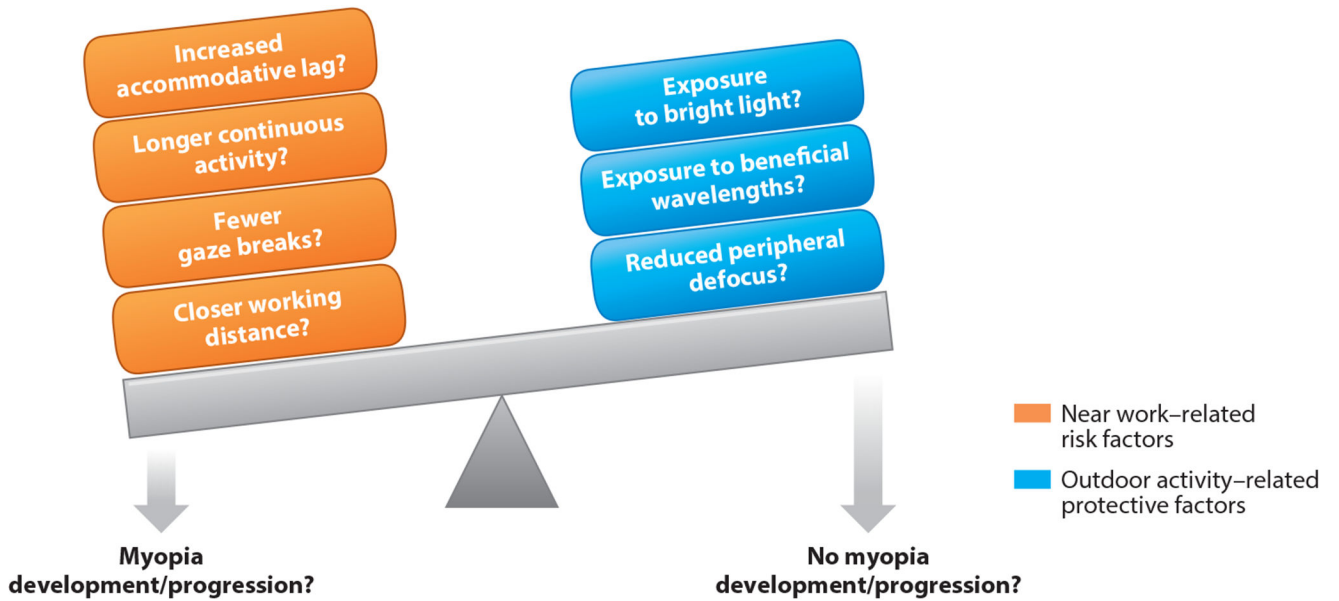 Increased
accommodative lag?
Longer continuous
activity?
Fewer
gaze breaks?
Closer working
distance?
Exposure
to bright light?
Exposure to beneficial
wavelengths?
Reduced peripheral
defocus?
Near work–related
risk factors
Outdoor activity–related
protective factors
Myopia
development/progression?
No myopia
development/progression?